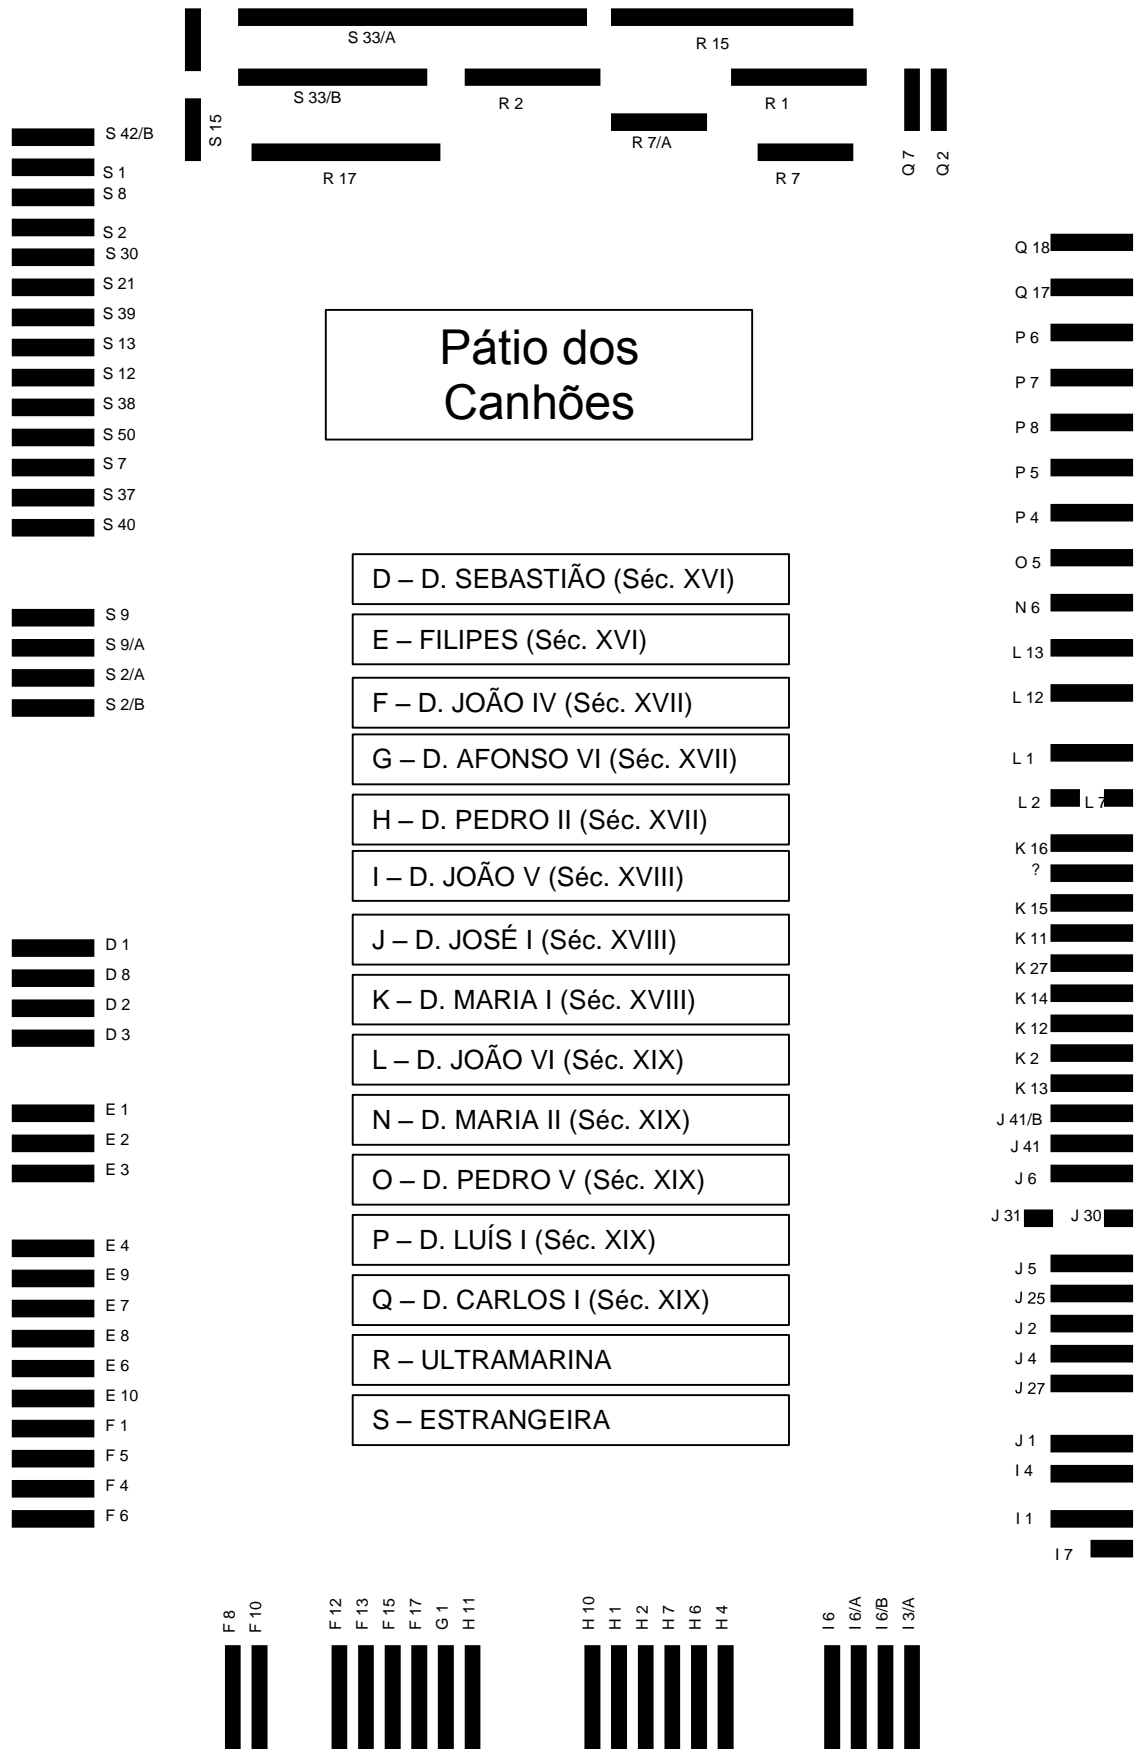 S 33/A
R 15
S 33/B
R 2
R 1
S 15
R 7/A
R 17
R 7
Q 7
Q 2
S 42/B
S 1
S 8
S 2
S 30
S 21
S 39
S 13
S 12
S 38
S 50
S 7
S 37
S 40
S 9
S 9/A
S 2/A
S 2/B
D 1
D 8
D 2
D 3
E 1
E 2
E 3
E 4
E 9
E 7
E 8
E 6
E 10
F 1
F 5
F 4
F 6
Pátio dos
Canhões
D – D. SEBASTIÃO (Séc. XVI)
E – FILIPES (Séc. XVI)
F – D. JOÃO IV (Séc. XVII)
G – D. AFONSO VI (Séc. XVII)
H – D. PEDRO II (Séc. XVII)
I – D. JOÃO V (Séc. XVIII)
J – D. JOSÉ I (Séc. XVIII)
K – D. MARIA I (Séc. XVIII)
L – D. JOÃO VI (Séc. XIX)
N – D. MARIA II (Séc. XIX)
O – D. PEDRO V (Séc. XIX)
P – D. LUÍS I (Séc. XIX)
Q – D. CARLOS I (Séc. XIX)
R – ULTRAMARINA
S – ESTRANGEIRA
Q 18
Q 17
P 6
P 7
P 8
P 5
P 4
O 5
N 6
L 13
L 12
L 1
L 2 L 7
K 16
?
K 15
K 11
K 27
K 14
K 12
K 2
K 13
J 41/B
J 41
J 6
J 31 J 30
J 5
J 25
J 2
J 4
J 27
J 1
I 4
I 1
I 7
F 8
F 10
F 12
F 13
F 15
F 17
G 1
H 11
H 10
H 1
H 2
H 7
H 6
H 4
I 6
I 6/A
I 6/B
I 3/A